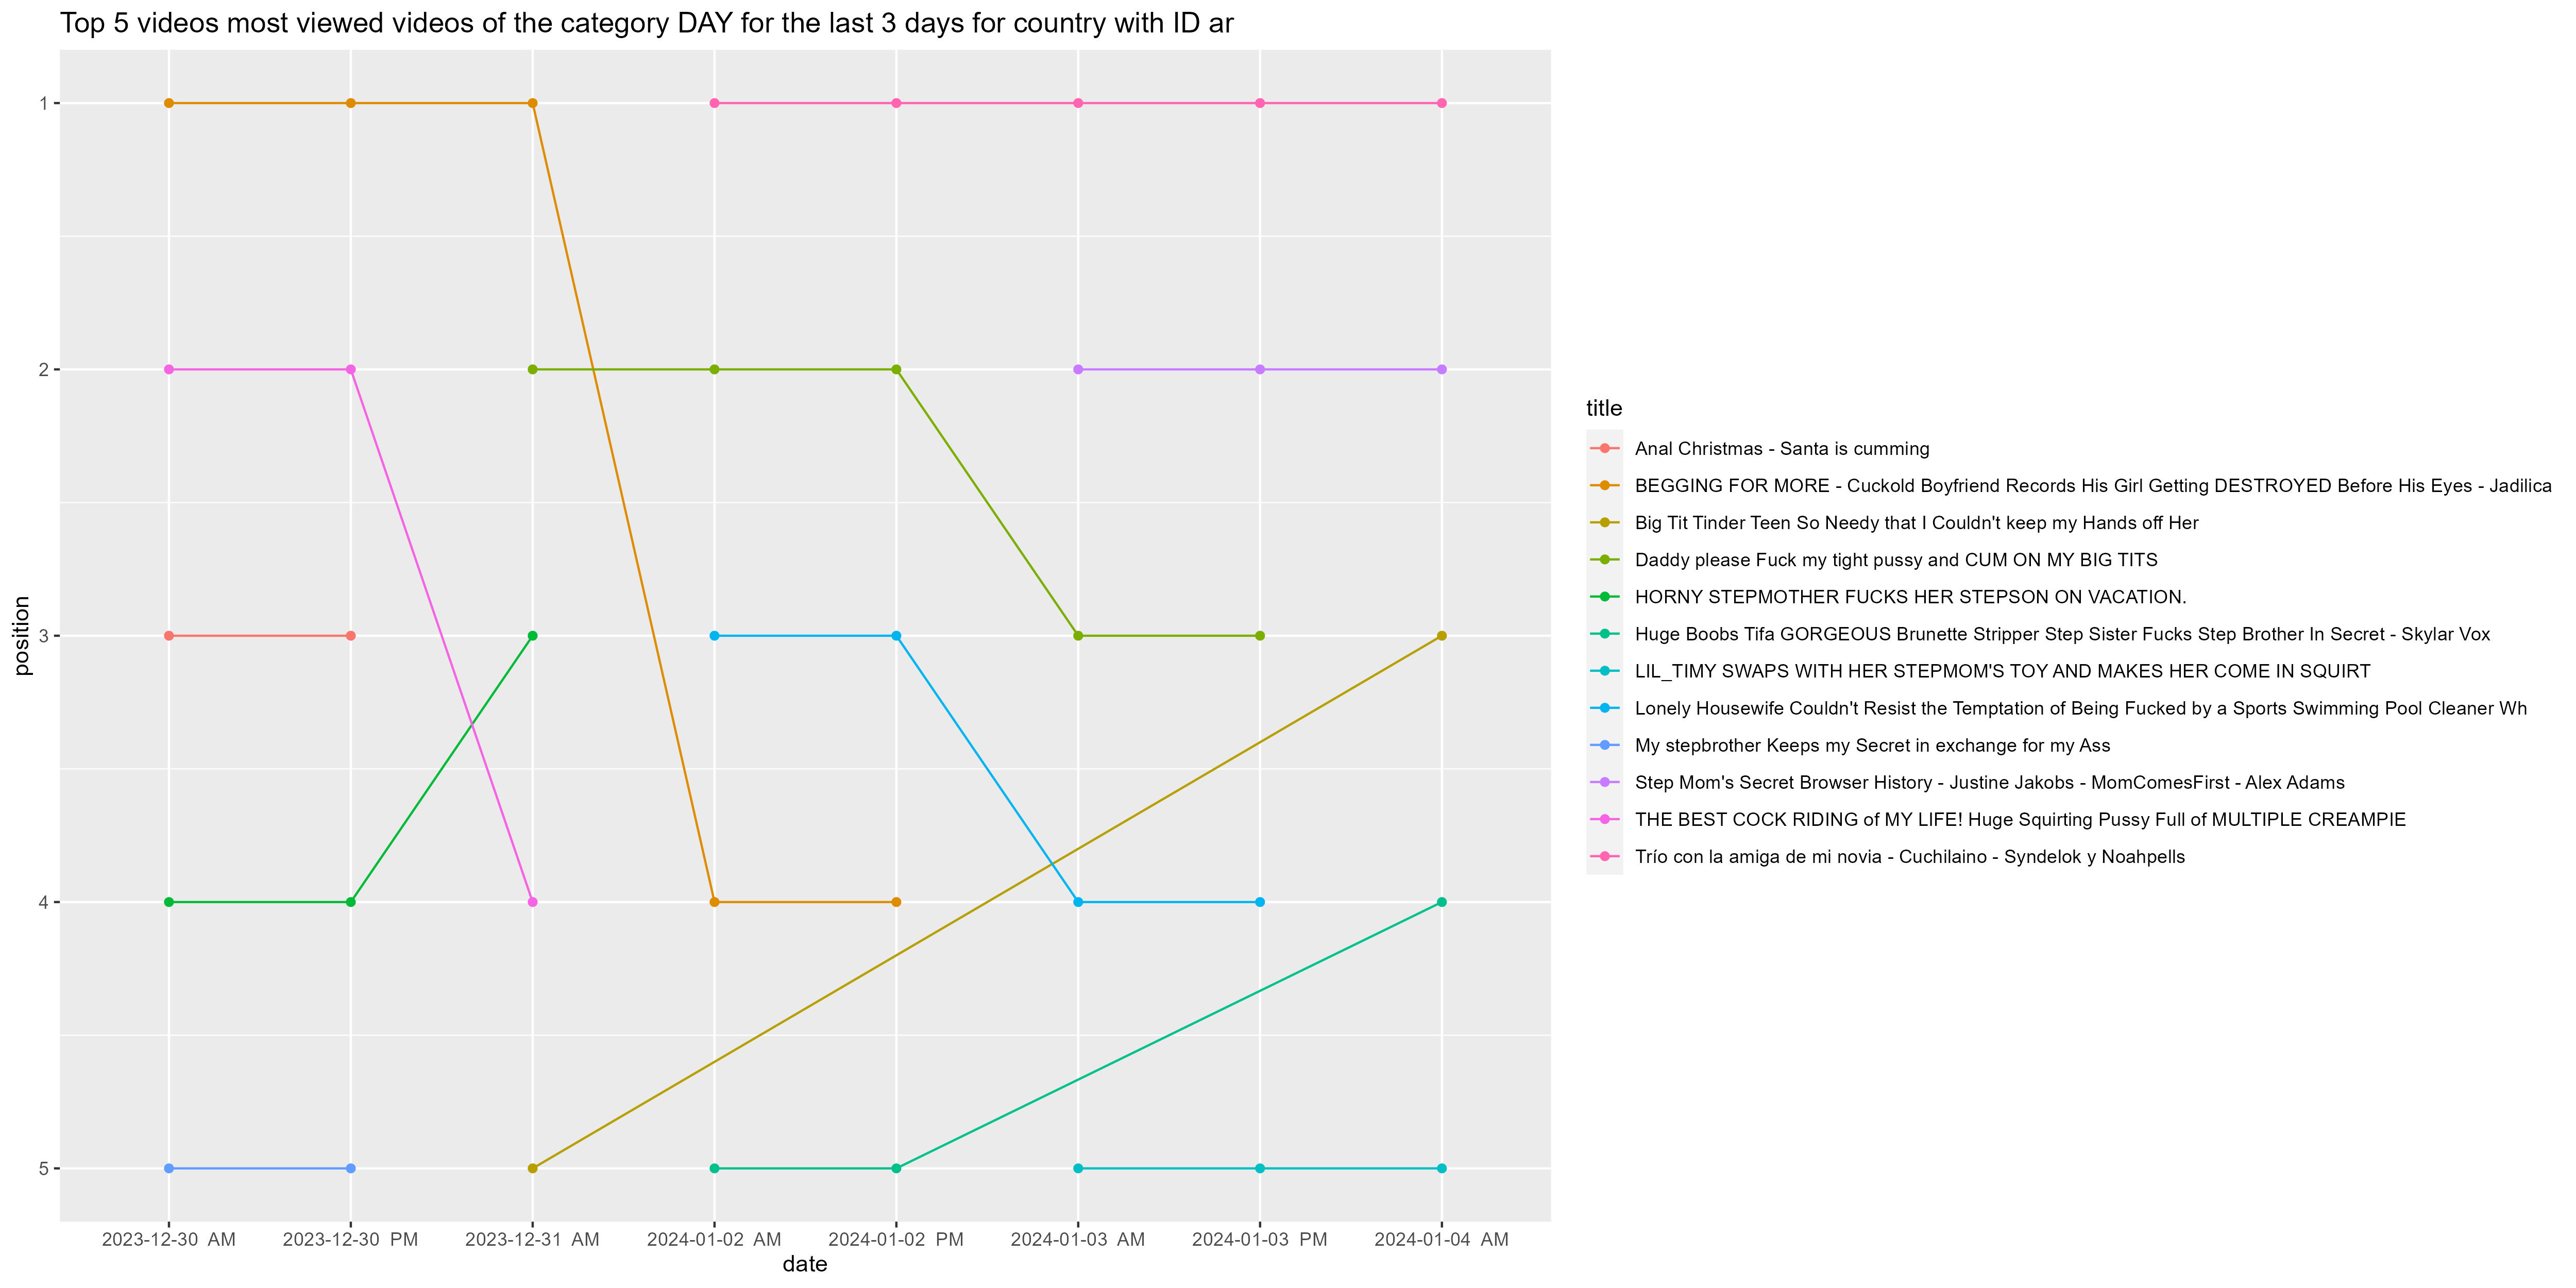 Top 5 videos most viewed videos of the category DAY for the last 3 days for country with ID ar
position
1
2
3
4
5
2023-12-30 AM
2023-12-30 PM
2023-12-31 AM
2024-01-02 AM
2024-01-02 PM
2024-01-03 AM
2024-01-03 PM
2024-01-04 AM
date
title
Anal Christmas - Santa is cumming
BEGGING FOR MORE - Cuckold Boyfriend Records His Girl Getting DESTROYED Before His Eyes - Jadilica
Big Tit Tinder Teen So Needy that I Couldn't keep my Hands off Her
Daddy please Fuck my tight pussy and CUM ON MY BIG TITS
HORNY STEPMOTHER FUCKS HER STEPSON ON VACATION.
Huge Boobs Tifa GORGEOUS Brunette Stripper Step Sister Fucks Step Brother In Secret - Skylar Vox
LIL_TIMY SWAPS WITH HER STEPMOM'S TOY AND MAKES HER COME IN SQUIRT
Lonely Housewife Couldn't Resist the Temptation of Being Fucked by a Sports Swimming Pool Cleaner Wh
My stepbrother Keeps my Secret in exchange for my Ass
Step Mom's Secret Browser History - Justine Jakobs - MomComesFirst - Alex Adams
THE BEST COCK RIDING of MY LIFE! Huge Squirting Pussy Full of MULTIPLE CREAMPIE
Trío con la amiga de mi novia - Cuchilaino - Syndelok y Noahpells